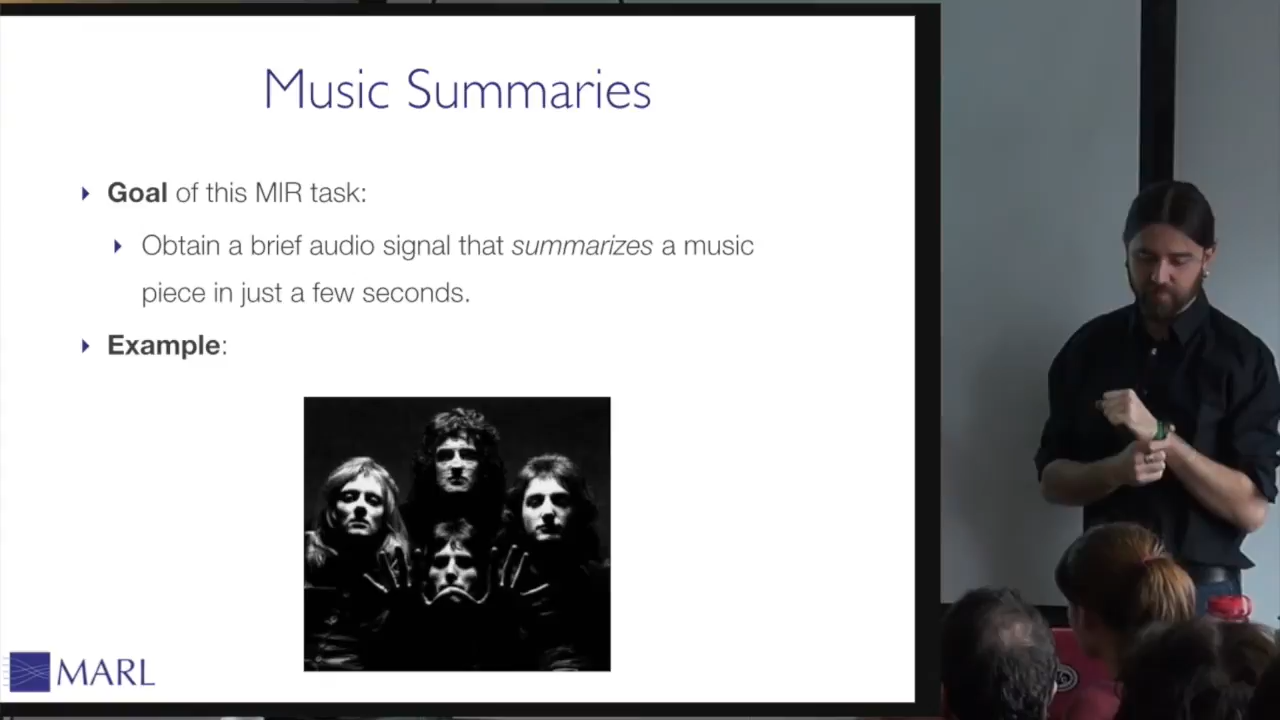 Music Summaries
Goal of this MIR task:
Obtain a brief audio signal that summarizes a music
piece in just a few seconds.
Example:
MARL